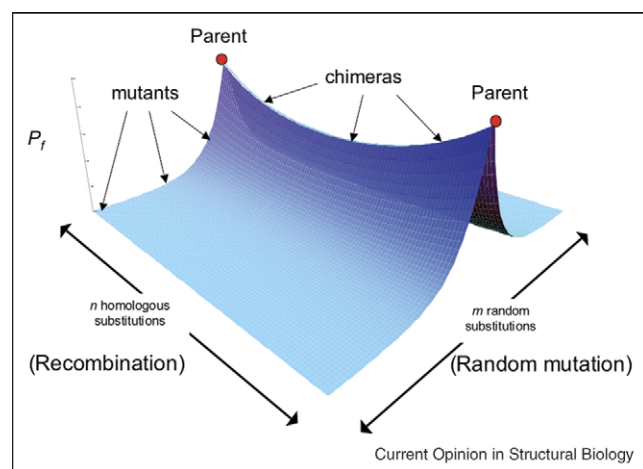 Parent
chimeras
Parent
mutants
Pf
n homologous
substitutions
m random
substitutions
(Recombination)
(Random mutation)
Current Opinion in Structural Biology